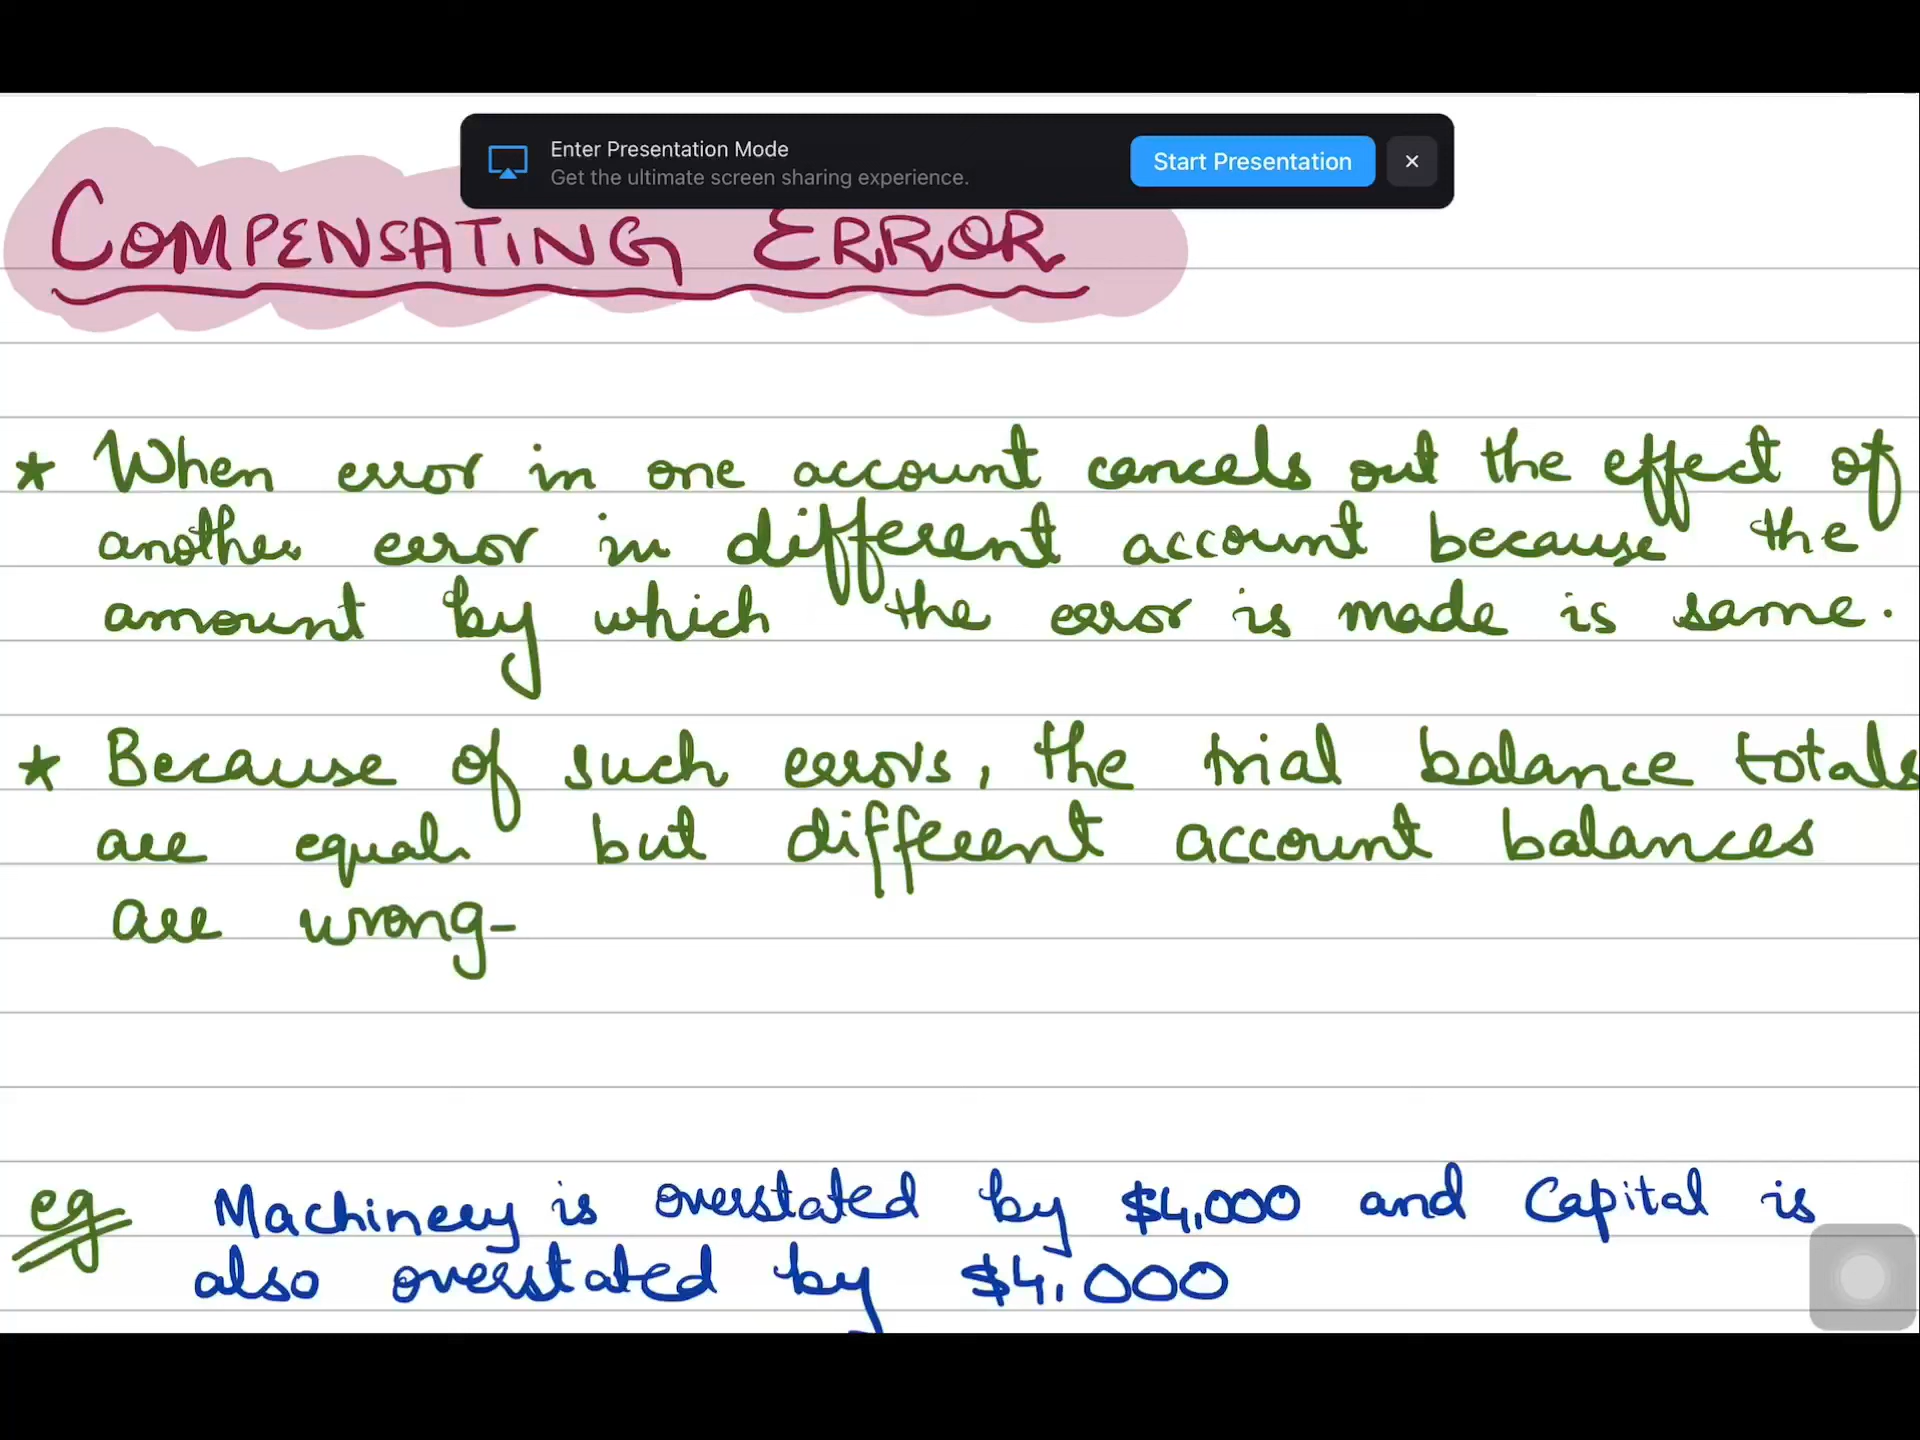 Enter Presentation Mode
Get the ultimate screen sharing experience.
Start Presentation
COMPENSATING ERROR
★ When error in one account cancels out the effect of
another error in different account because the
amount by which the error is made is same.
★ Because of such errors, the trial balance totals
are equal but different account balances
are wrong-
eg Machinery is overstated by $4,000 and Capital is
also overstated by $4,000